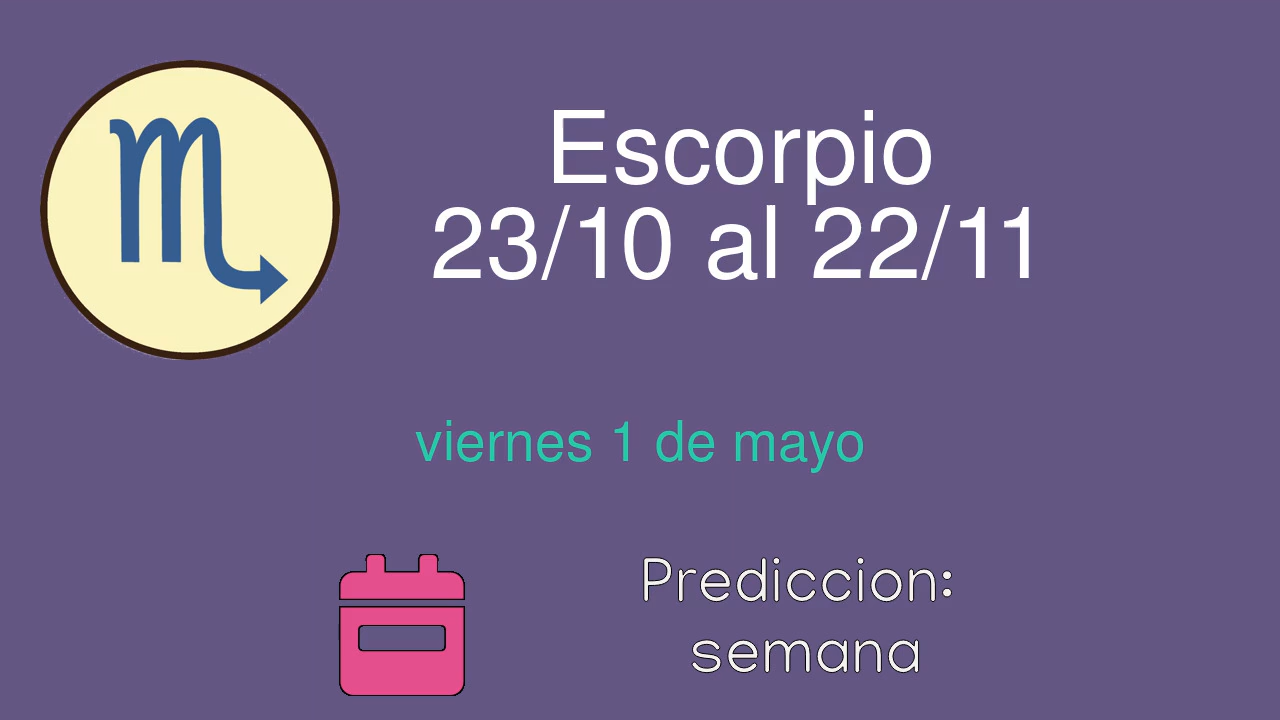 Escorpio
23/10 al 22/11
viernes 1 de mayo
Prediccion:
semana